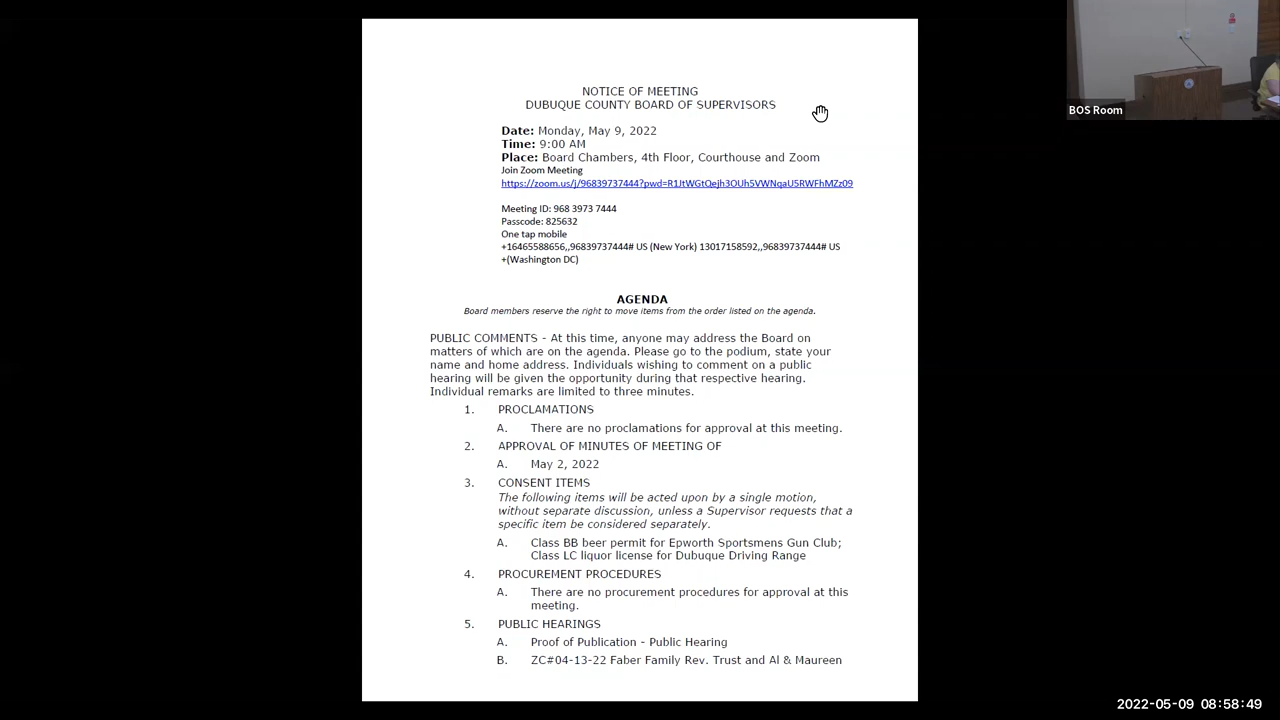 NOTICE OF MEETING
DUBUQUE COUNTY BOARD OF SUPERVISORS
Date: Monday, May 9, 2022
Time: 9:00 AM
Place: Board Chambers, 4th Floor, Courthouse and Zoom
Join Zoom Meeting
https://zoom.us/j/96839737444?pwd=R1JtWGtQejh3OUh5VWNqaU5RWFhMZz09
Meeting ID: 968 3973 7444
Passcode: 825632
One tap mobile
+16465588656,,96839737444# US (New York) 13017158592,,96839737444# US
+(Washington DC)
AGENDA
Board members reserve the right to move items from the order listed on the agenda.
PUBLIC COMMENTS - At this time, anyone may address the Board on
matters of which are on the agenda. Please go to the podium, state your
name and home address. Individuals wishing to comment on a public
hearing will be given the opportunity during that respective hearing.
Individual remarks are limited to three minutes.
1. PROCLAMATIONS
A. There are no proclamations for approval at this meeting.
2. APPROVAL OF MINUTES OF MEETING OF
A. May 2, 2022
3. CONSENT ITEMS
The following items will be acted upon by a single motion,
without separate discussion, unless a Supervisor requests that a
specific item be considered separately.
A. Class BB beer permit for Epworth Sportsmens Gun Club;
Class LC liquor license for Dubuque Driving Range
4. PROCUREMENT PROCEDURES
A. There are no procurement procedures for approval at this
meeting.
5. PUBLIC HEARINGS
A. Proof of Publication - Public Hearing
B. ZC#04-13-22 Faber Family Rev. Trust and Al & Maureen
BOS Room
2022-05-09 08:58:49